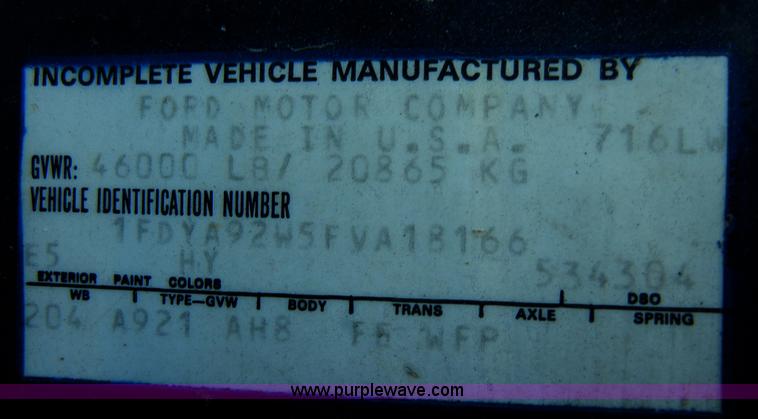 INCOMPLETE VEHICLE MANUFACTURED BY
FORD MOTOR COMPANY
MADE IN U.S.A. 716LW
GVWR: 46000 LB/ 20865 KG
VEHICLE IDENTIFICATION NUMBER
1FDYA92W5FVA18166
E5 HY 534304
EXTERIOR PAINT COLORS DSO
WB TYPE—GVW BODY TRANS AXLE SPRING
204 A921 AH8 WFP
www.purplewave.com